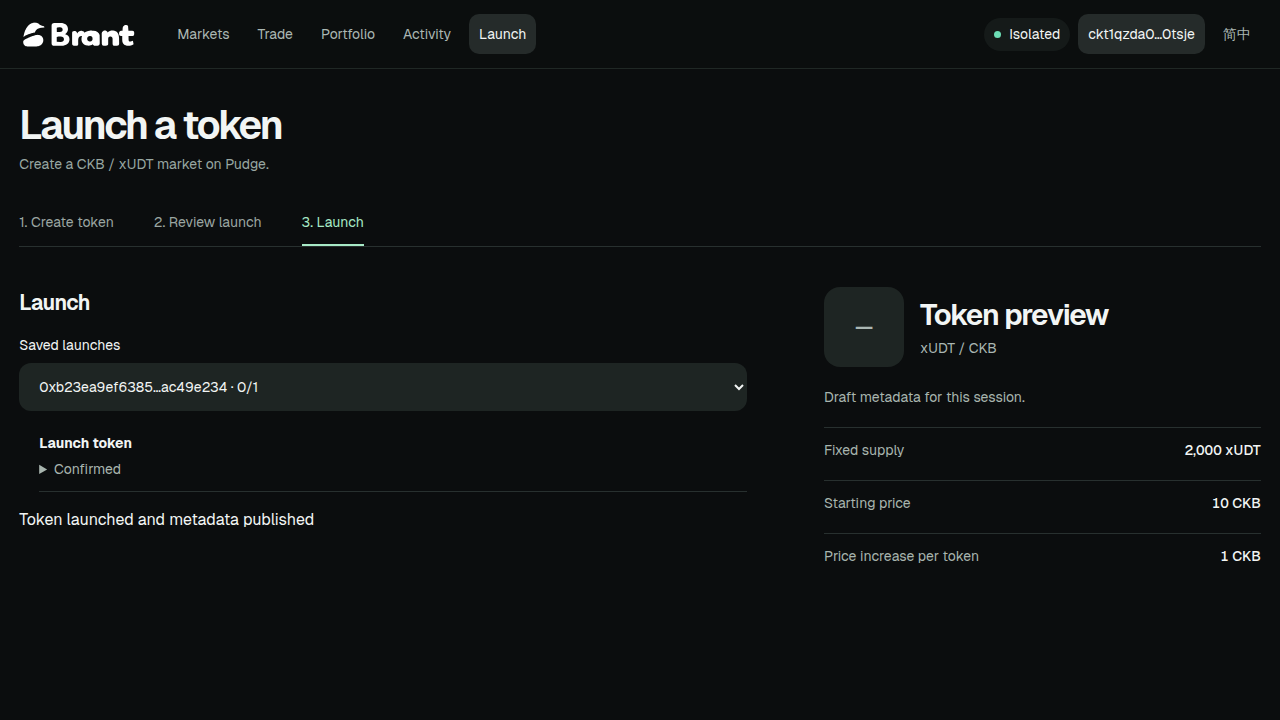 Brant
Markets
Trade
Portfolio
Activity
Launch
Isolated
ckt1qzda0…0tsje
简中
Launch a token
Create a CKB / xUDT market on Pudge.
1. Create token
2. Review launch
3. Launch
Launch
Saved launches
0xb23ea9ef6385…ac49e234 · 0/1
Launch token
Confirmed
Token launched and metadata published
—
Token preview
xUDT / CKB
Draft metadata for this session.
Fixed supply 2,000 xUDT
Starting price 10 CKB
Price increase per token 1 CKB